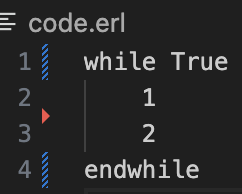 code.erl
1 while True
2     1
3     2
4 endwhile